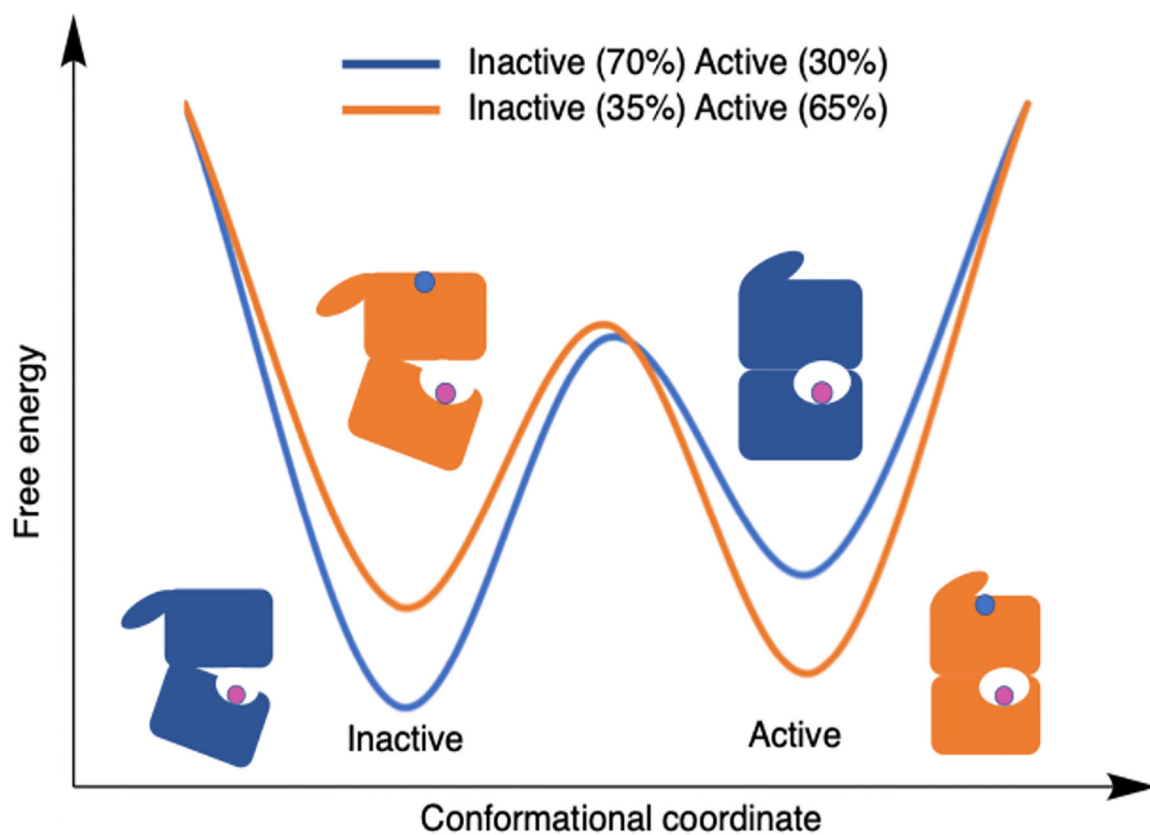 Inactive (70%) Active (30%)
Inactive (35%) Active (65%)
Free energy
Inactive
Active
Conformational coordinate